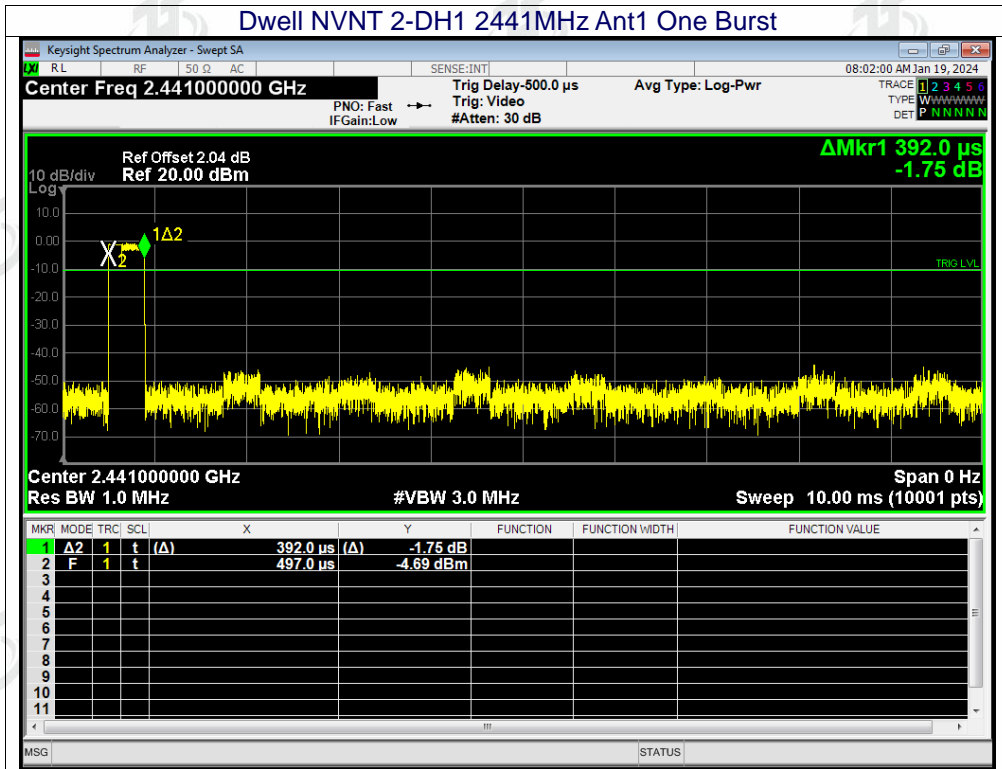 Dwell NVNT 2-DH1 2441MHz Ant1 One Burst
Keysight Spectrum Analyzer - Swept SA
LXI RL RF 50 Ω AC SENSE:INT 08:02:00 AM Jan 19, 2024
Center Freq 2.441000000 GHz Trig Delay-500.0 µs Avg Type: Log-Pwr TRACE 1 2 3 4 5 6
PNO: Fast Trig: Video TYPE WWWWWW
IFGain:Low #Atten: 30 dB DET P N N N N N
ΔMkr1 392.0 µs
-1.75 dB
Ref Offset 2.04 dB
10 dB/div Ref 20.00 dBm
Log
10.0
0.00
-10.0
-20.0
-30.0
-40.0
-50.0
-60.0
-70.0
1Δ2
2
TRIG LVL
Center 2.441000000 GHz Span 0 Hz
Res BW 1.0 MHz #VBW 3.0 MHz Sweep 10.00 ms (10001 pts)
MKR MODE TRC SCL X Y FUNCTION FUNCTION WIDTH FUNCTION VALUE
1 Δ2 1 t (Δ) 392.0 µs (Δ) -1.75 dB
2 F 1 t 497.0 µs -4.69 dBm
3
4
5
6
7
8
9
10
11
MSG STATUS